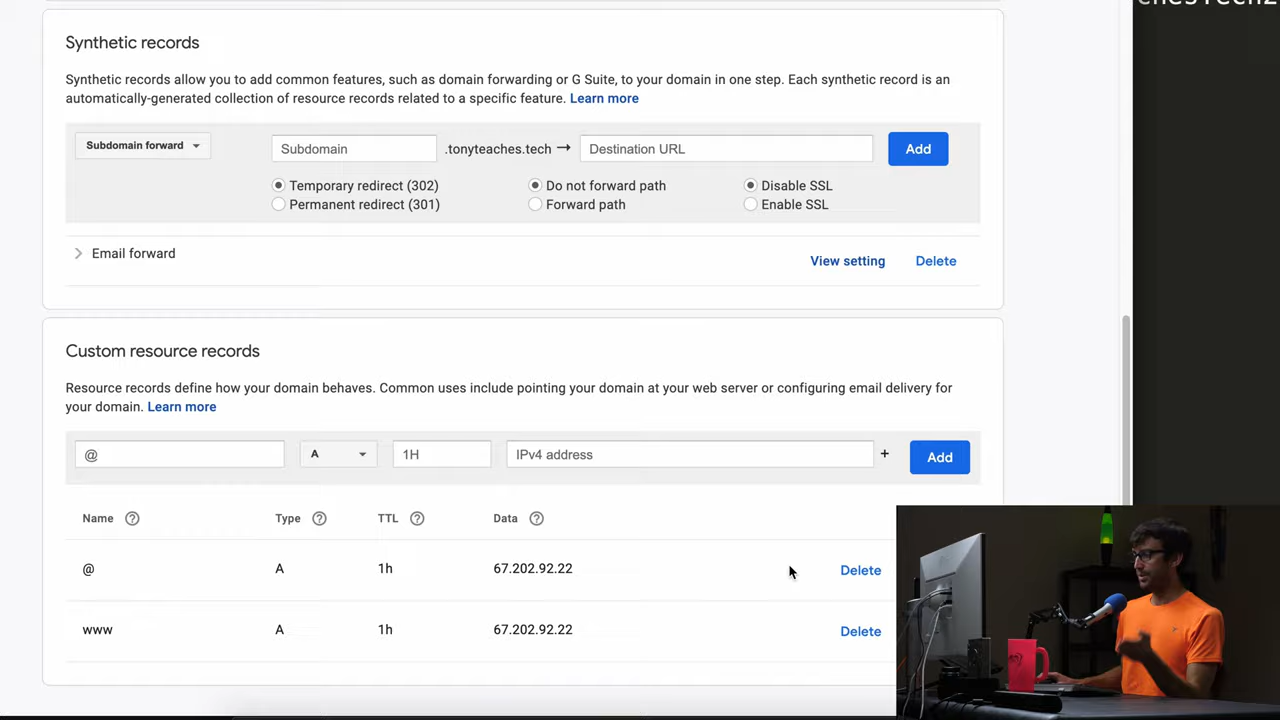 Synthetic records
Synthetic records allow you to add common features, such as domain forwarding or G Suite, to your domain in one step. Each synthetic record is an
automatically-generated collection of resource records related to a specific feature. Learn more
Subdomain forward Subdomain .tonyteaches.tech → Destination URL Add
Temporary redirect (302) Do not forward path Disable SSL
Permanent redirect (301) Forward path Enable SSL
Email forward View setting Delete
Custom resource records
Resource records define how your domain behaves. Common uses include pointing your domain at your web server or configuring email delivery for
your domain. Learn more
@ A 1H IPv4 address + Add
Name ? Type ? TTL ? Data ?
@ A 1h 67.202.92.22 Delete
www A 1h 67.202.92.22 Delete